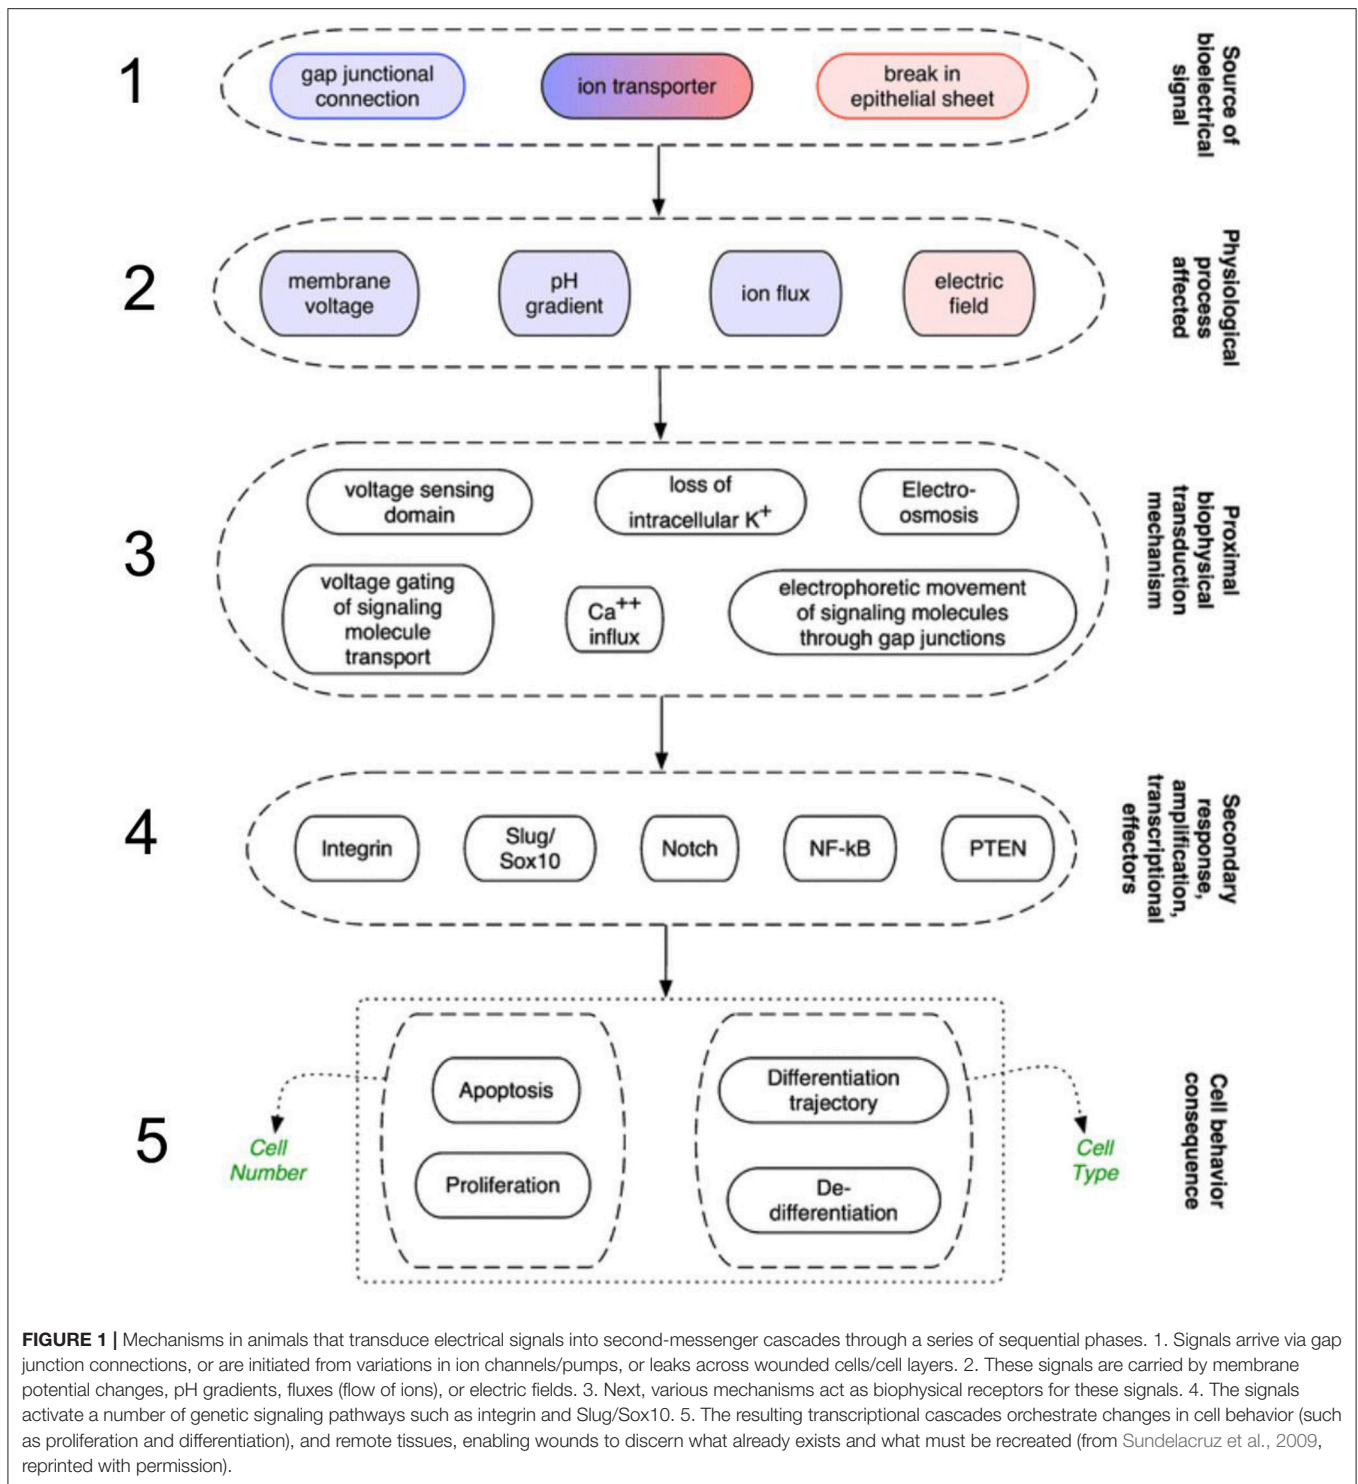 1
gap junctional
connection
ion transporter
break in
epithelial sheet
Source of
bioelectrical
signal
2
membrane
voltage
pH
gradient
ion flux
electric
field
Physiological
process
affected
3
voltage sensing
domain
loss of
intracellular K+
Electro-
osmosis
voltage gating
of signaling
molecule
transport
Ca++
influx
electrophoretic movement
of signaling molecules
through gap junctions
Proximal
biophysical
transduction
mechanism
4
Integrin
Slug/
Sox10
Notch
NF-kB
PTEN
Secondary
response,
amplification,
transcriptional
effectors
5
Cell
Number
Apoptosis
Proliferation
Differentiation
trajectory
De-
differentiation
Cell
Type
Cell behavior
consequence
FIGURE 1 | Mechanisms in animals that transduce electrical signals into second-messenger cascades through a series of sequential phases. 1. Signals arrive via gap
junction connections, or are initiated from variations in ion channels/pumps, or leaks across wounded cells/cell layers. 2. These signals are carried by membrane
potential changes, pH gradients, fluxes (flow of ions), or electric fields. 3. Next, various mechanisms act as biophysical receptors for these signals. 4. The signals
activate a number of genetic signaling pathways such as integrin and Slug/Sox10. 5. The resulting transcriptional cascades orchestrate changes in cell behavior (such
as proliferation and differentiation), and remote tissues, enabling wounds to discern what already exists and what must be recreated (from Sundelacruz et al., 2009,
reprinted with permission).